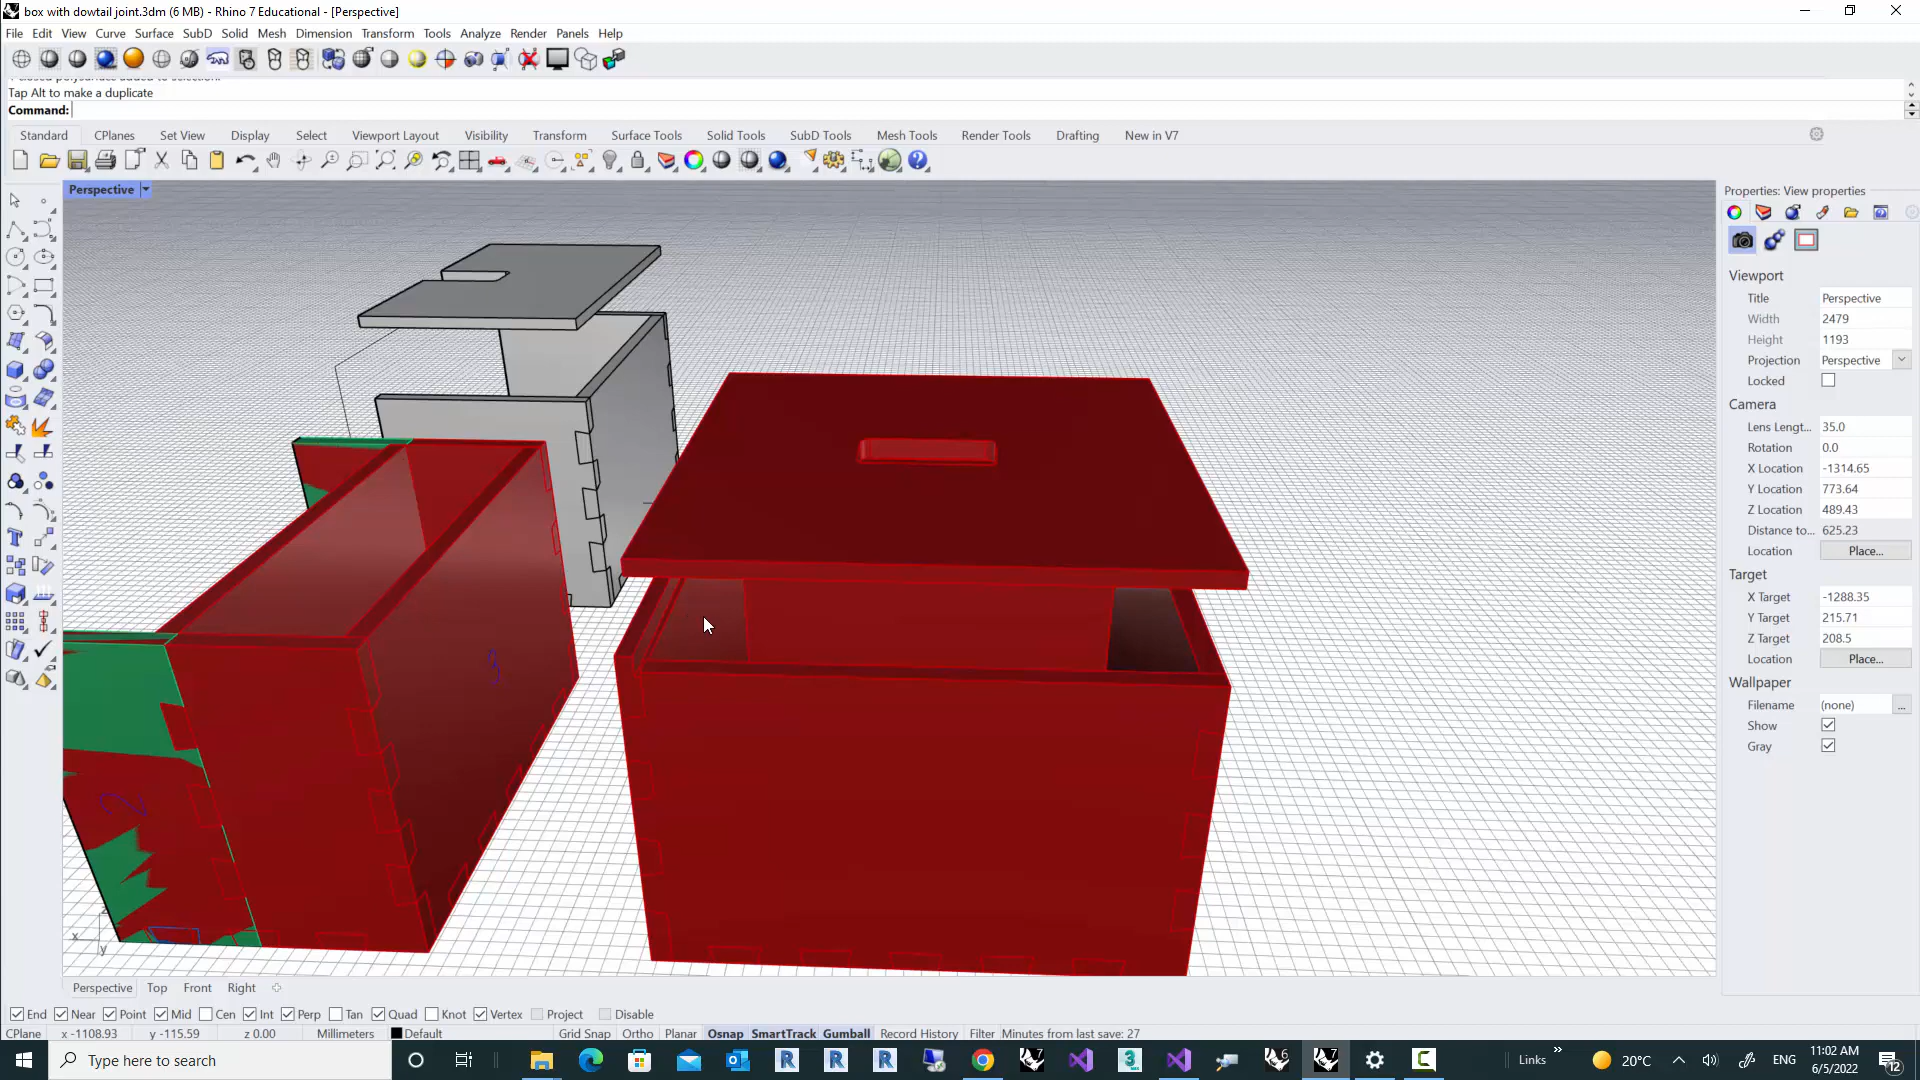 box with dowtail joint.3dm (6 MB) - Rhino 7 Educational - [Perspective]
File Edit View Curve Surface SubD Solid Mesh Dimension Transform Tools Analyze Render Panels Help
1 closed polysurface added to selection.
Tap Alt to make a duplicate
Command:
Standard CPlanes Set View Display Select Viewport Layout Visibility Transform Surface Tools Solid Tools SubD Tools Mesh Tools Render Tools Drafting New in V7
Perspective
Properties: View properties
Viewport
Title Perspective
Width 2479
Height 1193
Projection Perspective
Locked
Camera
Lens Lengt... 35.0
Rotation 0.0
X Location -1314.65
Y Location 773.64
Z Location 489.43
Distance to... 625.23
Location Place...
Target
X Target -1288.35
Y Target 215.71
Z Target 208.5
Location Place...
Wallpaper
Filename (none) ...
Show
Gray
z
x
y
Perspective Top Front Right
End Near Point Mid Cen Int Perp Tan Quad Knot Vertex Project Disable
CPlane x -1108.93 y -115.59 z 0.00 Millimeters Default Grid Snap Ortho Planar Osnap SmartTrack Gumball Record History Filter Minutes from last save: 27
Type here to search
Links
20°C
ENG
11:02 AM
6/5/2022
12